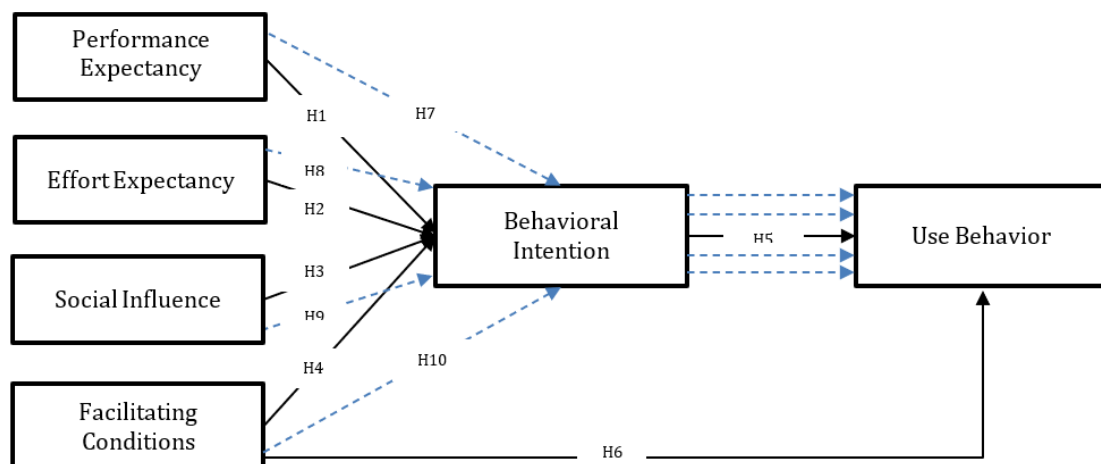 Performance
Expectancy
H1
H7
Effort Expectancy
H8
H2
Behavioral
Intention
H5
Use Behavior
Social Influence
H3
H9
H4
H10
Facilitating
Conditions
H6